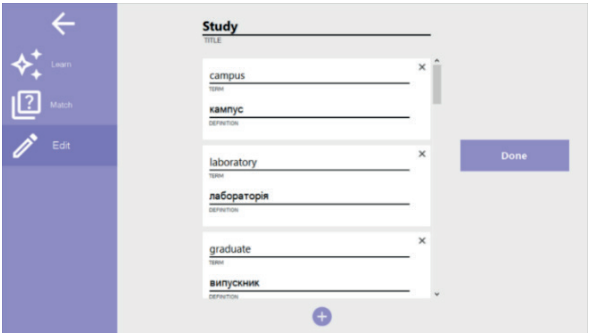 Learn
Match
Edit
Study
TITLE
campus
TERM
кампус
DEFINITION
laboratory
TERM
лабораторія
DEFINITION
graduate
TERM
випускник
DEFINITION
Done